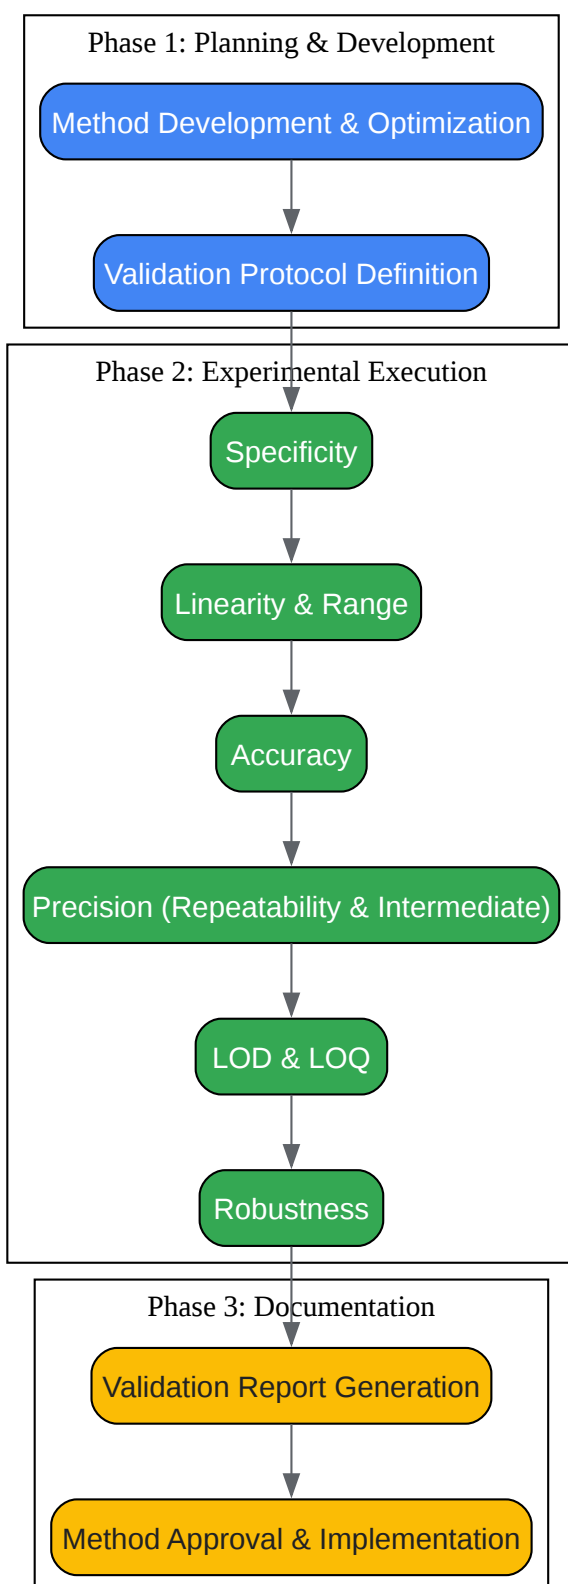 Phase 1: Planning & Development
Method Development & Optimization
Validation Protocol Definition
Phase 2: Experimental Execution
Specificity
Linearity & Range
Accuracy
Precision (Repeatability & Intermediate)
LOD & LOQ
Robustness
Phase 3: Documentation
Validation Report Generation
Method Approval & Implementation